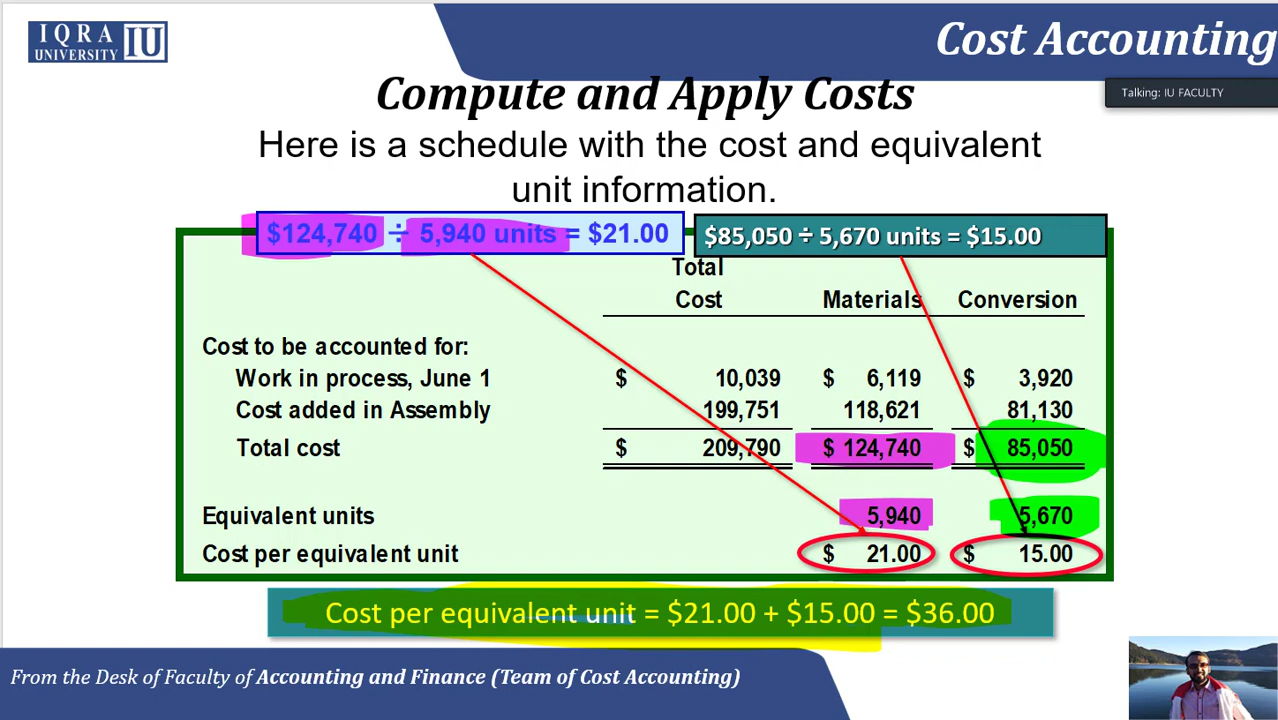 IQRA
UNIVERSITY IU
Cost Accounting
Talking: IU FACULTY
Compute and Apply Costs
Here is a schedule with the cost and equivalent
unit information.
$124,740 ÷ 5,940 units = $21.00
$85,050 ÷ 5,670 units = $15.00
Total
Cost Materials Conversion
Cost to be accounted for:
Work in process, June 1 $ 10,039 $ 6,119 $ 3,920
Cost added in Assembly 199,751 118,621 81,130
Total cost $ 209,790 $ 124,740 $ 85,050
Equivalent units 5,940 5,670
Cost per equivalent unit $ 21.00 $ 15.00
Cost per equivalent unit = $21.00 + $15.00 = $36.00
From the Desk of Faculty of Accounting and Finance (Team of Cost Accounting)